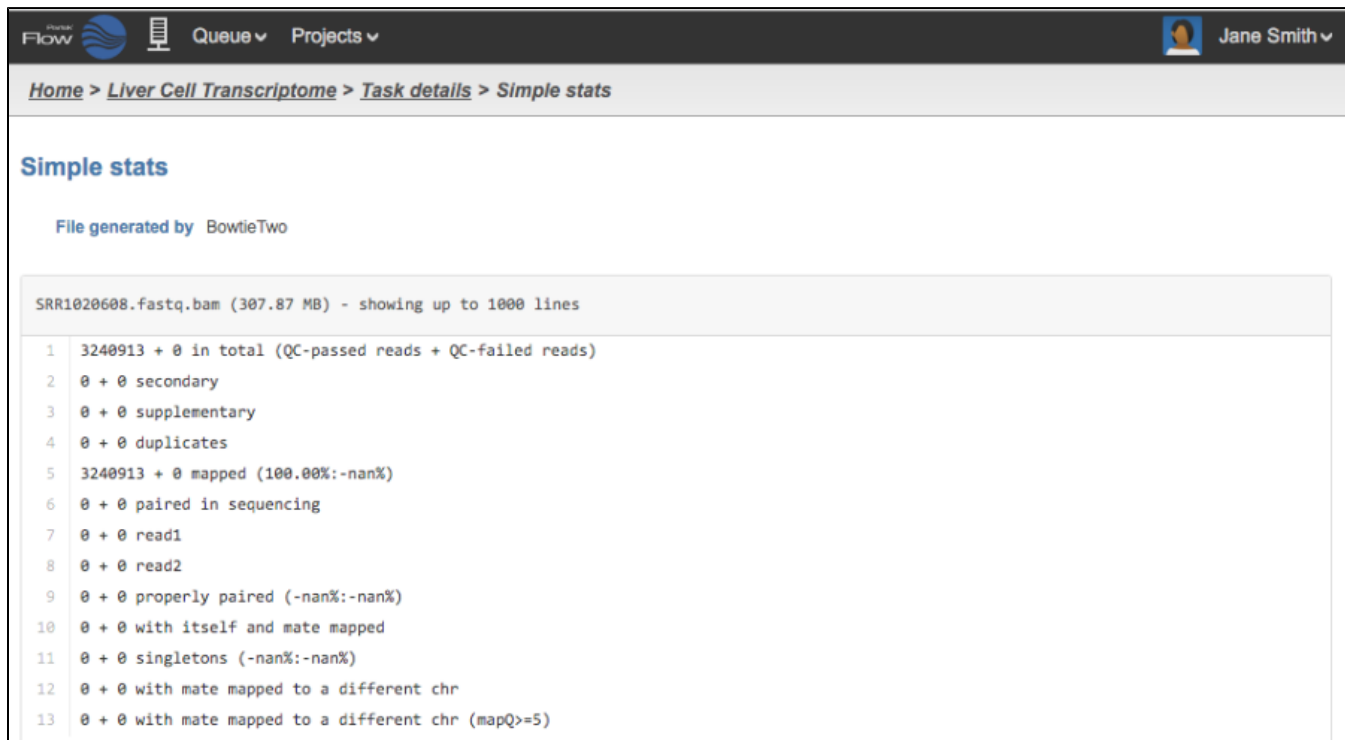 Partek
Flow Queue Projects Jane Smith
Home > Liver Cell Transcriptome > Task details > Simple stats
Simple stats
File generated by BowtieTwo
SRR1020608.fastq.bam (307.87 MB) - showing up to 1000 lines
1 3240913 + 0 in total (QC-passed reads + QC-failed reads)
2 0 + 0 secondary
3 0 + 0 supplementary
4 0 + 0 duplicates
5 3240913 + 0 mapped (100.00%:-nan%)
6 0 + 0 paired in sequencing
7 0 + 0 read1
8 0 + 0 read2
9 0 + 0 properly paired (-nan%:-nan%)
10 0 + 0 with itself and mate mapped
11 0 + 0 singletons (-nan%:-nan%)
12 0 + 0 with mate mapped to a different chr
13 0 + 0 with mate mapped to a different chr (mapQ>=5)